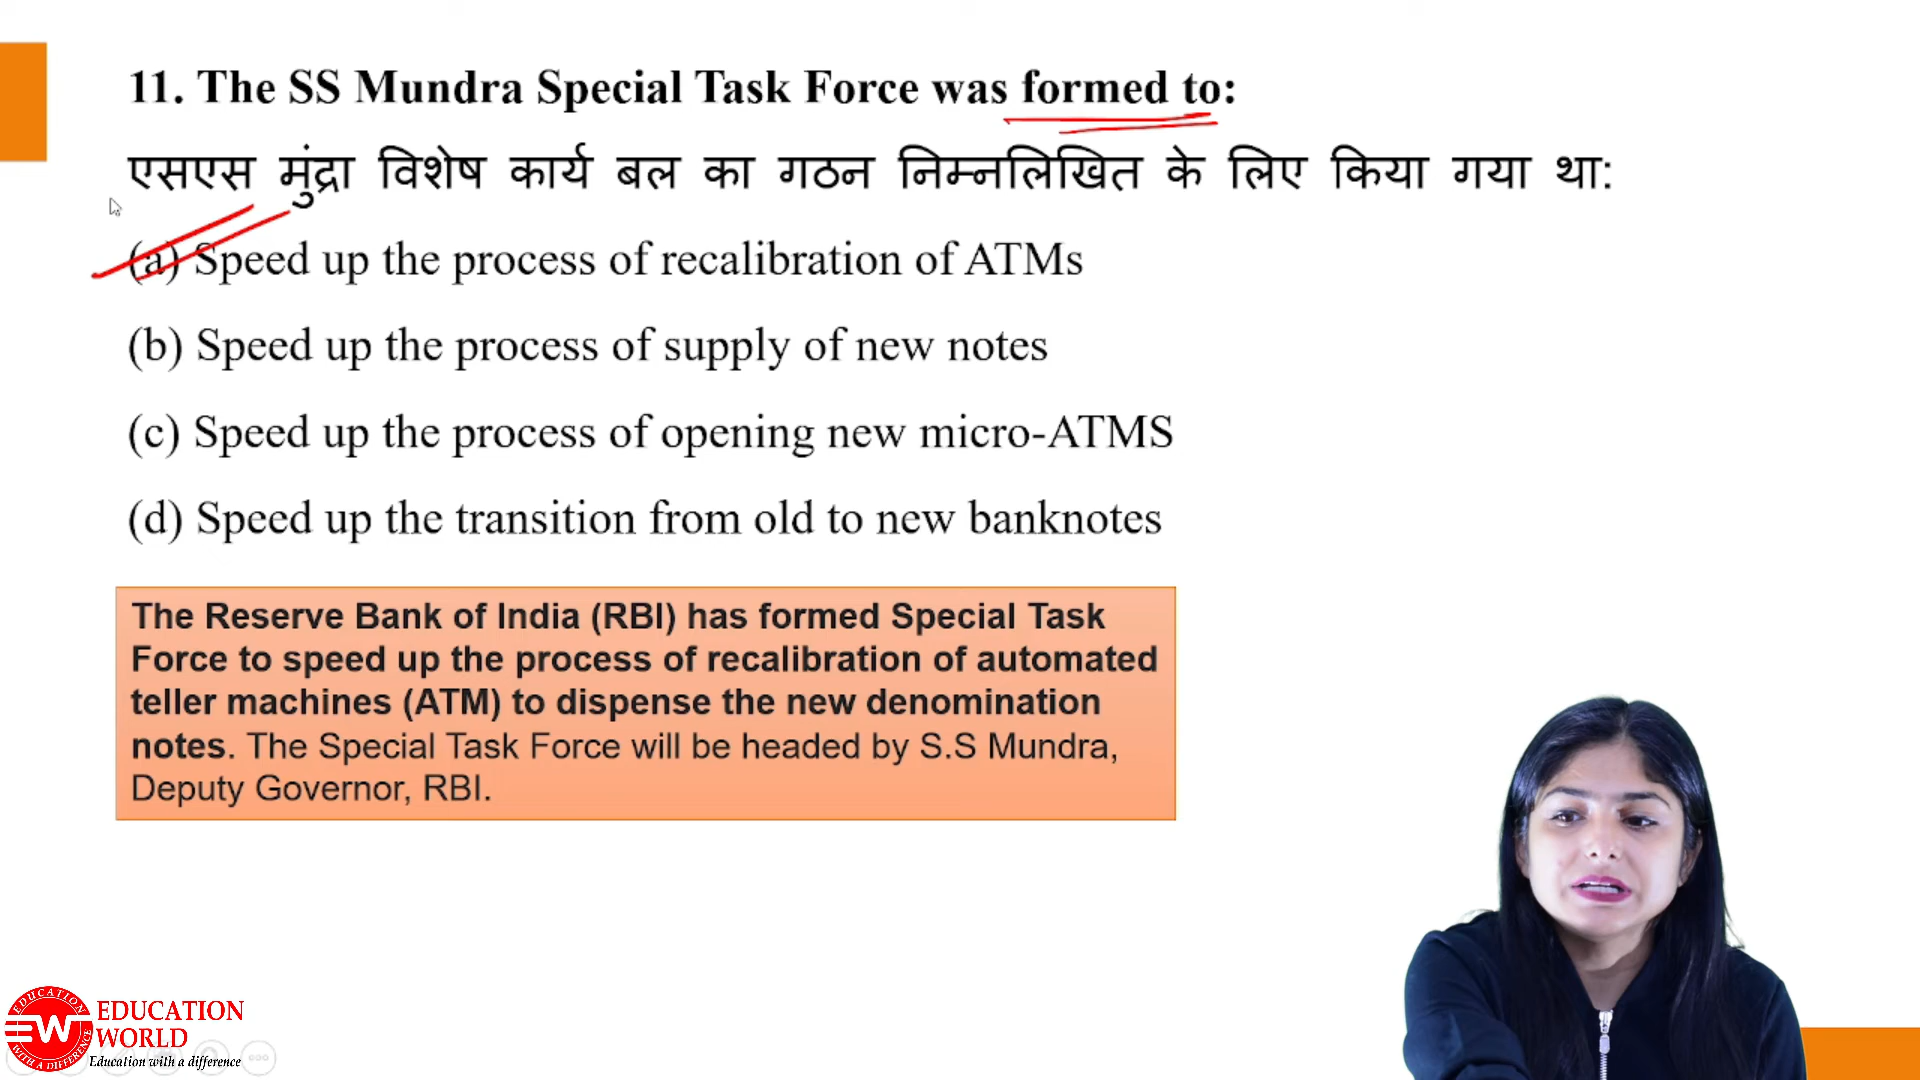 11. The SS Mundra Special Task Force was formed to:
एसएस मुंद्रा विशेष कार्य बल का गठन निम्नलिखित के लिए किया गया था:
(a) Speed up the process of recalibration of ATMs
(b) Speed up the process of supply of new notes
(c) Speed up the process of opening new micro-ATMS
(d) Speed up the transition from old to new banknotes
The Reserve Bank of India (RBI) has formed Special Task
Force to speed up the process of recalibration of automated
teller machines (ATM) to dispense the new denomination
notes. The Special Task Force will be headed by S.S Mundra,
Deputy Governor, RBI.
EDUCATION
EW
WITH A DIFFERENCE
EDUCATION
WORLD
Education with a difference